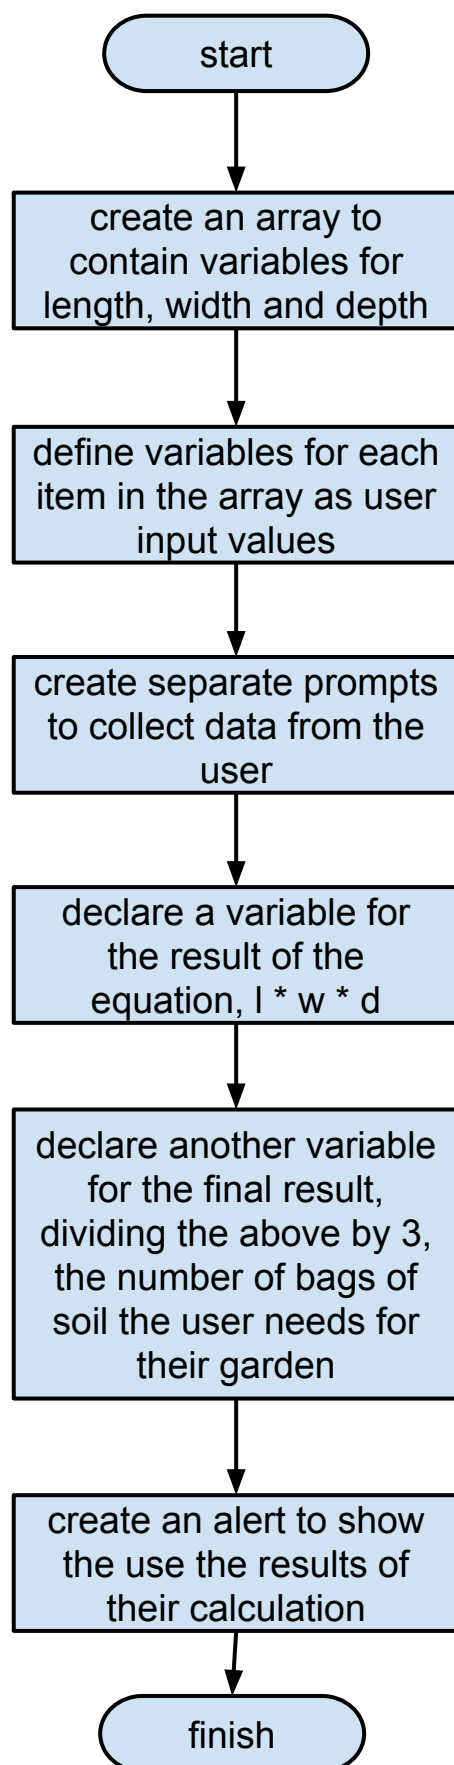 start
create an array to
contain variables for
length, width and depth
define variables for each
item in the array as user
input values
create separate prompts
to collect data from the
user
declare a variable for
the result of the
equation, l * w * d
declare another variable
for the final result,
dividing the above by 3,
the number of bags of
soil the user needs for
their garden
create an alert to show
the use the results of
their calculation
finish